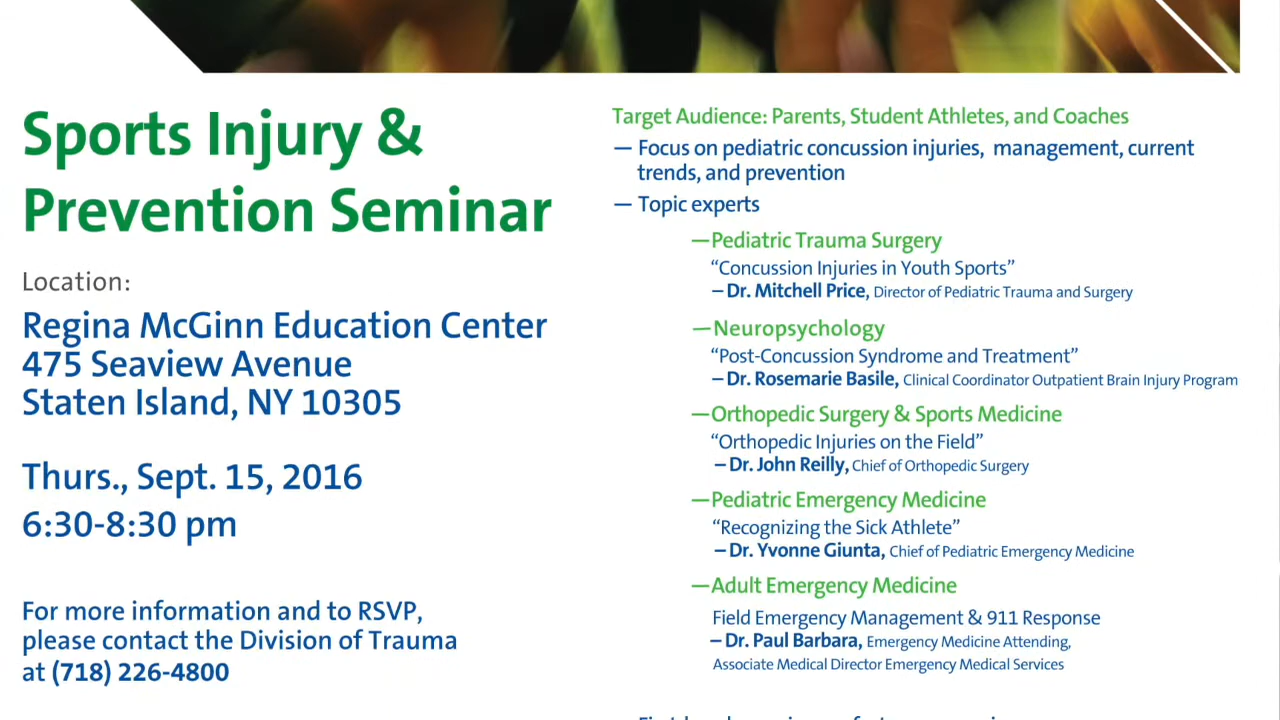 Sports Injury &
Prevention Seminar
Location:
Regina McGinn Education Center
475 Seaview Avenue
Staten Island, NY 10305
Thurs., Sept. 15, 2016
6:30-8:30 pm
For more information and to RSVP,
please contact the Division of Trauma
at (718) 226-4800
Target Audience: Parents, Student Athletes, and Coaches
— Focus on pediatric concussion injuries, management, current
trends, and prevention
— Topic experts
—Pediatric Trauma Surgery
“Concussion Injuries in Youth Sports”
– Dr. Mitchell Price, Director of Pediatric Trauma and Surgery
—Neuropsychology
“Post-Concussion Syndrome and Treatment”
– Dr. Rosemarie Basile, Clinical Coordinator Outpatient Brain Injury Program
—Orthopedic Surgery & Sports Medicine
“Orthopedic Injuries on the Field”
– Dr. John Reilly, Chief of Orthopedic Surgery
—Pediatric Emergency Medicine
“Recognizing the Sick Athlete”
– Dr. Yvonne Giunta, Chief of Pediatric Emergency Medicine
—Adult Emergency Medicine
Field Emergency Management & 911 Response
– Dr. Paul Barbara, Emergency Medicine Attending,
Associate Medical Director Emergency Medical Services